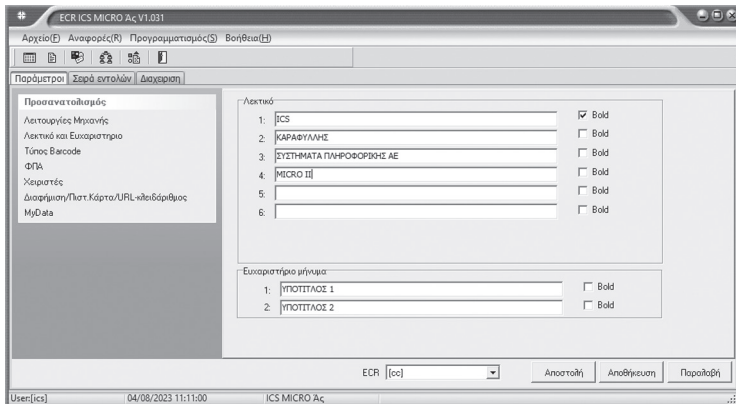 ECR ICS MICRO Άς V1.031
Αρχείο(F) Αναφορές(R) Προγραμματισμός(S) Βοήθεια(H)
Παράμετροι Σειρά εντολών Διαχειριση
Προσανατολισμός
Λειτουργίες Μηχανής
Λεκτικό και Ευχαριστηριο
Τύπος Barcode
ΦΠΑ
Χειριστές
Διαφήμιση/Πιστ.Κάρτα/URL-κλειδάριθμος
MyData
Λεκτικό
1: ICS Bold
2: ΚΑΡΑΦΥΛΛΗΣ Bold
3: ΣΥΣΤΗΜΑΤΑ ΠΛΗΡΟΦΟΡΙΚΗΣ ΑΕ Bold
4: MICRO II Bold
5: Bold
6: Bold
Ευχαριστήριο μήνυμα
1: ΥΠΟΤΙΤΛΟΣ 1 Bold
2: ΥΠΟΤΙΤΛΟΣ 2 Bold
ECR [cc] Αποστολή Αποθήκευση Παραλαβή
User:[ics] 04/08/2023 11:11:00 ICS MICRO Άς